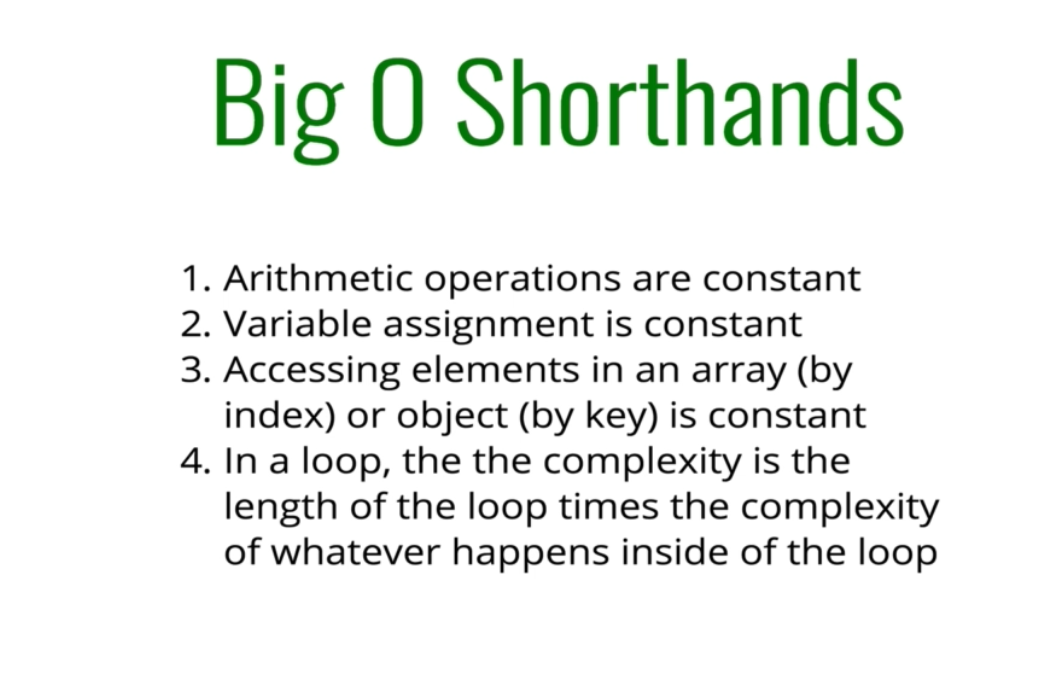 Big O Shorthands
1. Arithmetic operations are constant
2. Variable assignment is constant
3. Accessing elements in an array (by
index) or object (by key) is constant
4. In a loop, the the complexity is the
length of the loop times the complexity
of whatever happens inside of the loop